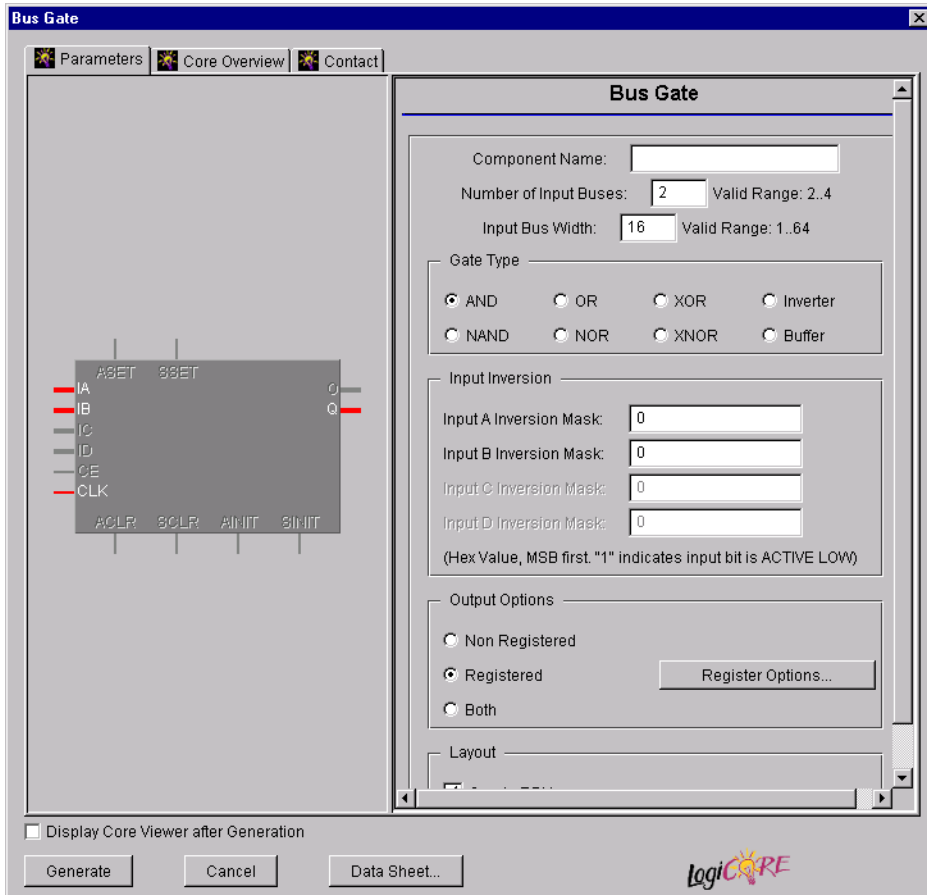 Bus Gate
Parameters Core Overview Contact
Bus Gate
Component Name:
Number of Input Buses: 2 Valid Range: 2..4
Input Bus Width: 16 Valid Range: 1..64
Gate Type
AND OR XOR Inverter
NAND NOR XNOR Buffer
ASET SSET
IA O
IB Q
IC
ID
CE
CLK
ACLR SCLR AINIT SINIT
Input Inversion
Input A Inversion Mask: 0
Input B Inversion Mask: 0
Input C Inversion Mask: 0
Input D Inversion Mask: 0
(Hex Value, MSB first. "1" indicates input bit is ACTIVE LOW)
Output Options
Non Registered
Registered Register Options...
Both
Layout
Display Core Viewer after Generation
Generate Cancel Data Sheet...
LogiCORE